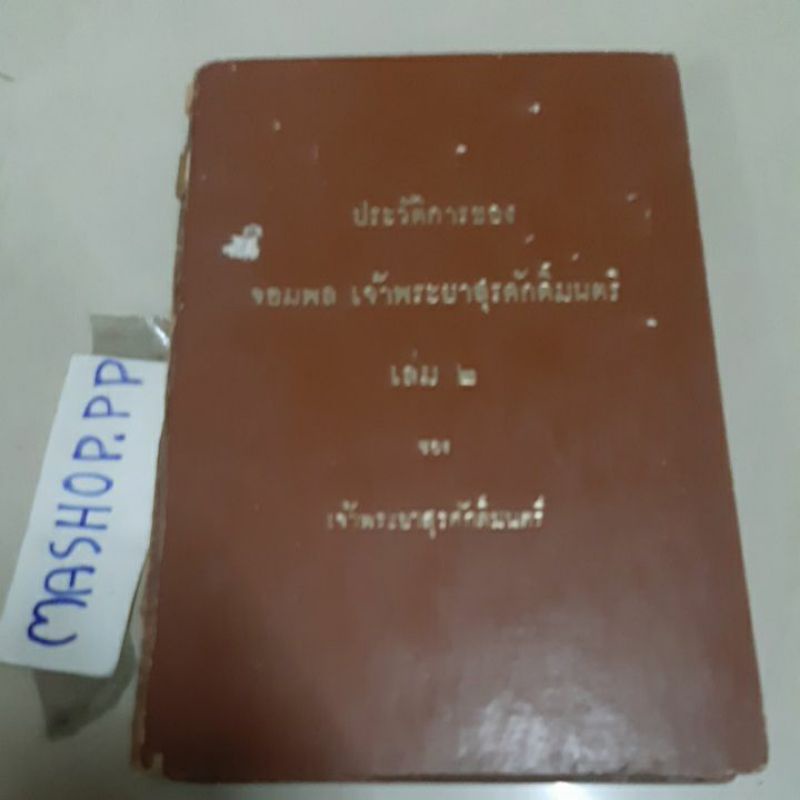 ประวัติการของ
จอมพล เจ้าพระยาสุรศักดิ์มนตรี
เล่ม ๒
ของ
เจ้าพระยาสุรศักดิ์มนตรี
MASHOP.PP